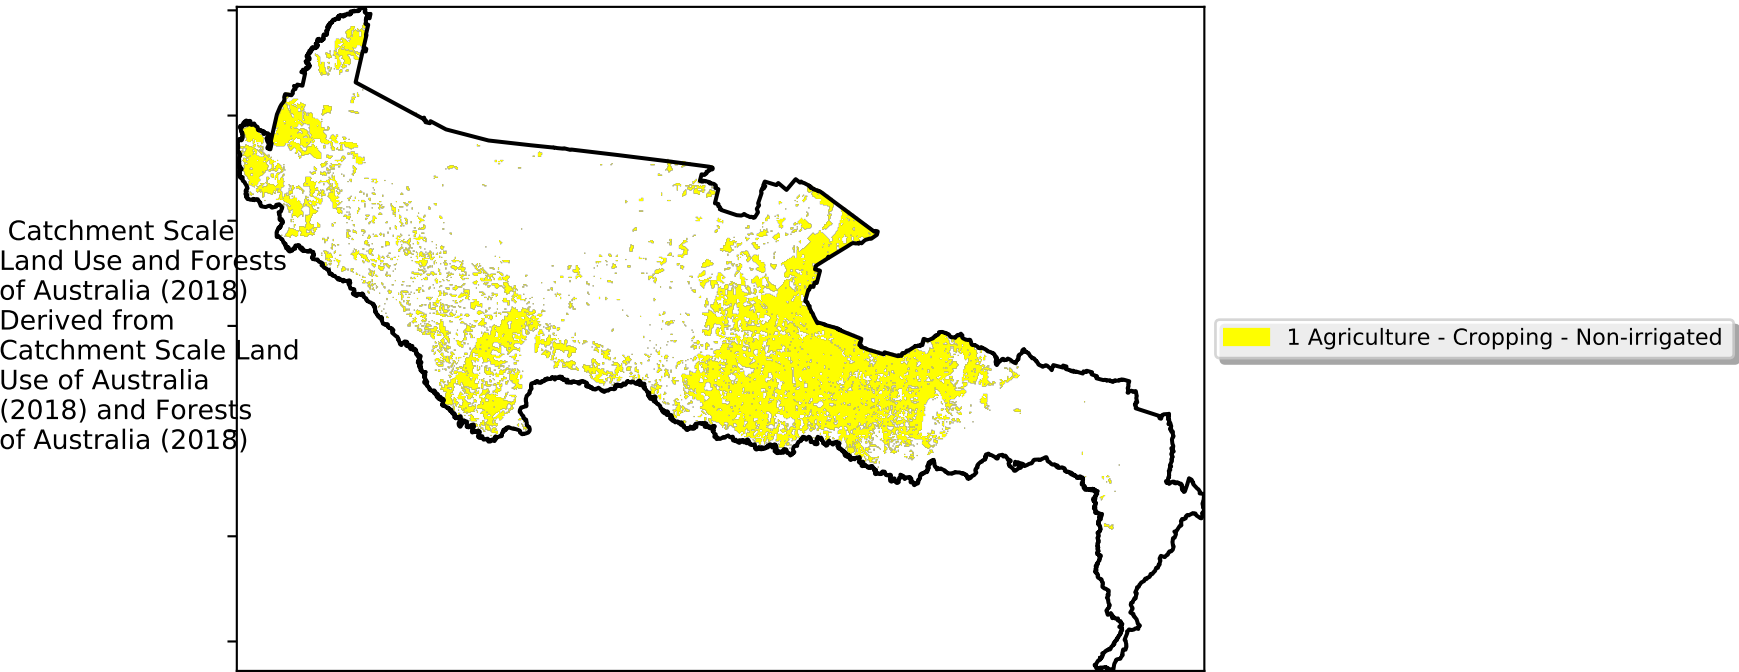 Catchment Scale
Land Use and Forests
of Australia (2018)
Derived from
Catchment Scale Land
Use of Australia
(2018) and Forests
of Australia (2018)
1 Agriculture - Cropping - Non-irrigated